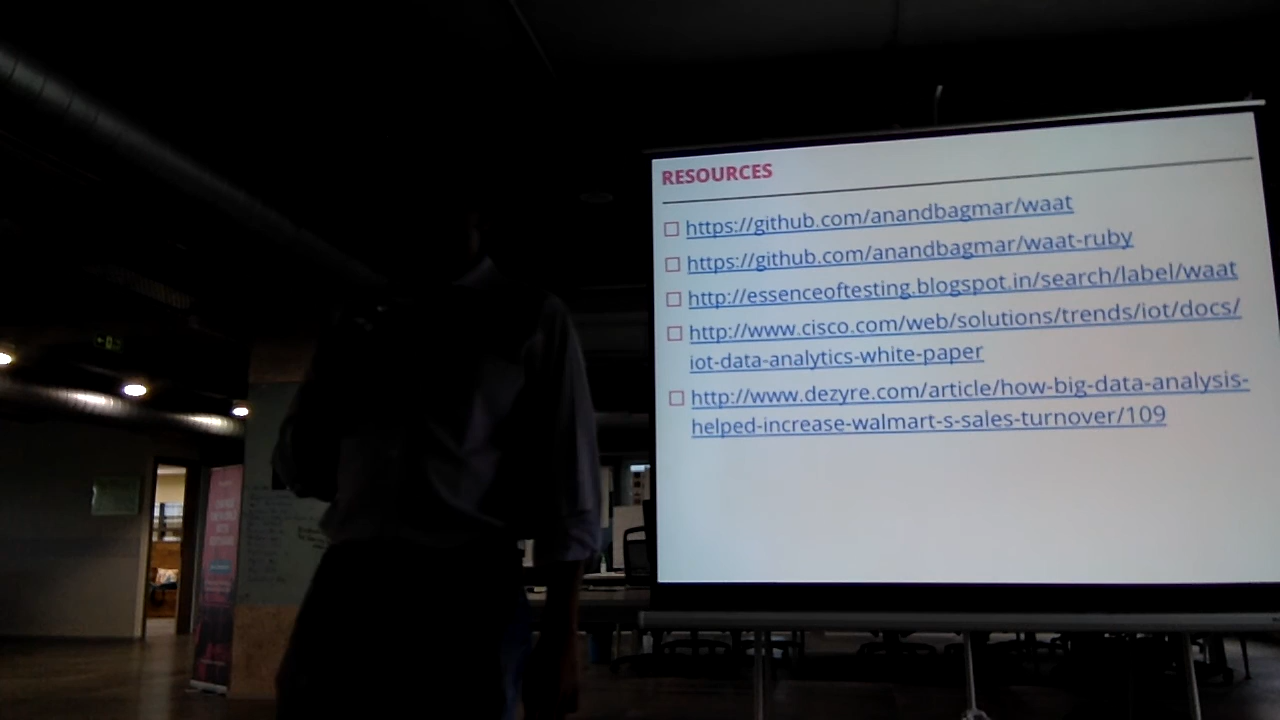 RESOURCES
https://github.com/anandbagmar/waat
https://github.com/anandbagmar/waat-ruby
http://essenceoftesting.blogspot.in/search/label/waat
http://www.cisco.com/web/solutions/trends/iot/docs/
iot-data-analytics-white-paper
http://www.dezyre.com/article/how-big-data-analysis-
helped-increase-walmart-s-sales-turnover/109